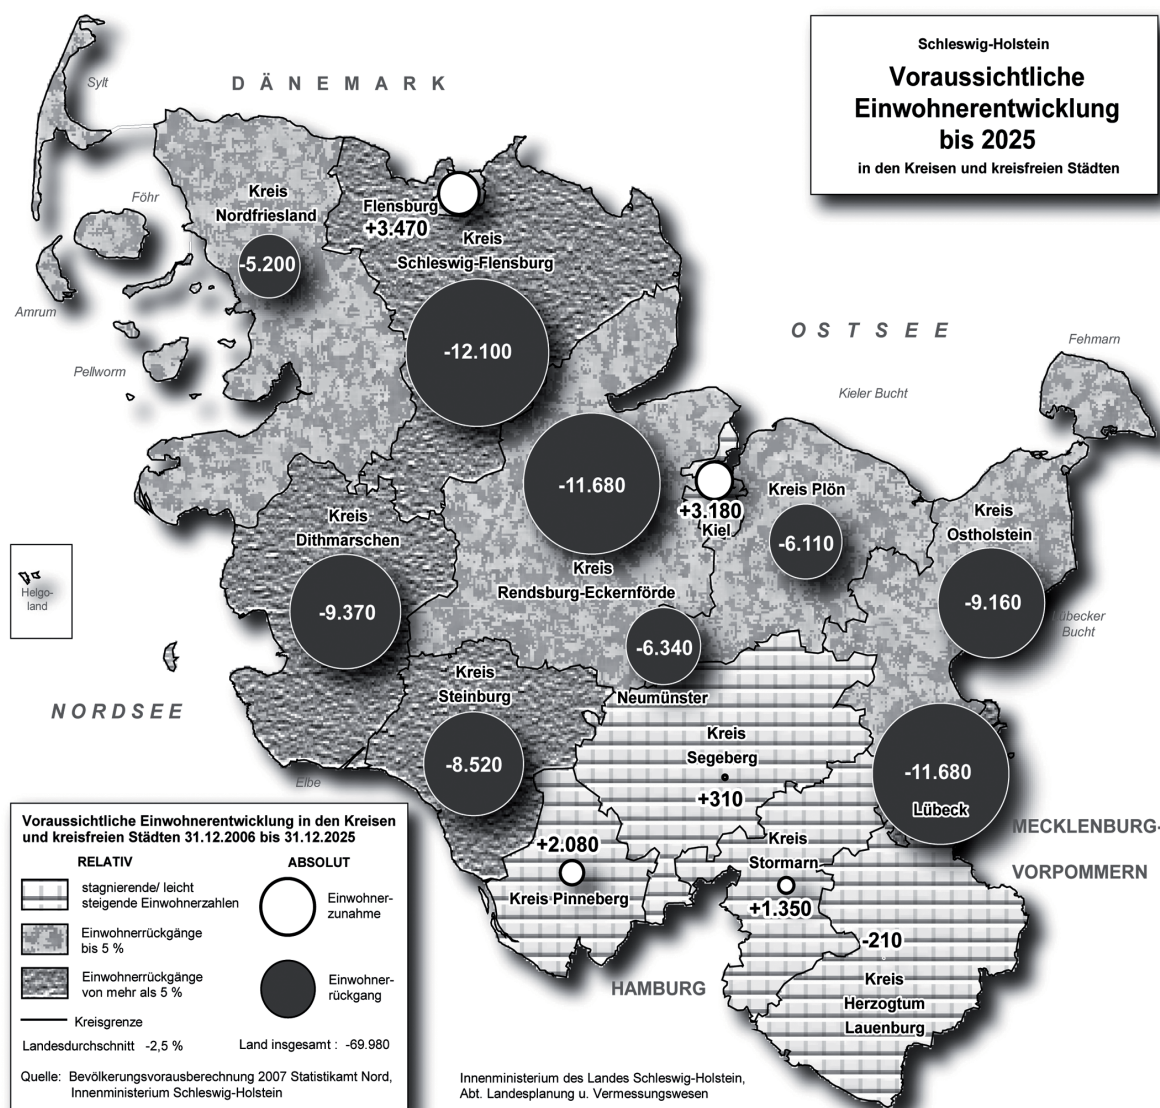 Schleswig-Holstein
Voraussichtliche
Einwohnerentwicklung
bis 2025
in den Kreisen und kreisfreien Städten
Sylt
DÄNEMARK
Föhr
Amrum
Pellworm
Kreis
Nordfriesland
-5.200
Flensburg
+3.470
Kreis
Schleswig-Flensburg
-12.100
OSTSEE
Kieler Bucht
Fehmarn
-11.680
Kreis
Rendsburg-Eckernförde
+3.180
Kiel
Kreis Plön
-6.110
Kreis
Ostholstein
-9.160
Lübecker
Bucht
Kreis
Dithmarschen
-9.370
Helgo-
land
NORDSEE
Elbe
Kreis
Steinburg
-8.520
-6.340
Neumünster
Kreis
Segeberg
+310
-11.680
Lübeck
MECKLENBURG-
VORPOMMERN
+2.080
Kreis Pinneberg
Kreis
Stormarn
+1.350
-210
Kreis
Herzogtum
Lauenburg
HAMBURG
Voraussichtliche Einwohnerentwicklung in den Kreisen
und kreisfreien Städten 31.12.2006 bis 31.12.2025
RELATIV
stagnierende/ leicht
steigende Einwohnerzahlen
Einwohnerrückgänge
bis 5 %
Einwohnerrückgänge
von mehr als 5 %
Kreisgrenze
Landesdurchschnitt -2,5 %
ABSOLUT
Einwohner-
zunahme
Einwohner-
rückgang
Land insgesamt : -69.980
Quelle: Bevölkerungsvorausberechnung 2007 Statistikamt Nord,
Innenministerium Schleswig-Holstein
Innenministerium des Landes Schleswig-Holstein,
Abt. Landesplanung u. Vermessungswesen